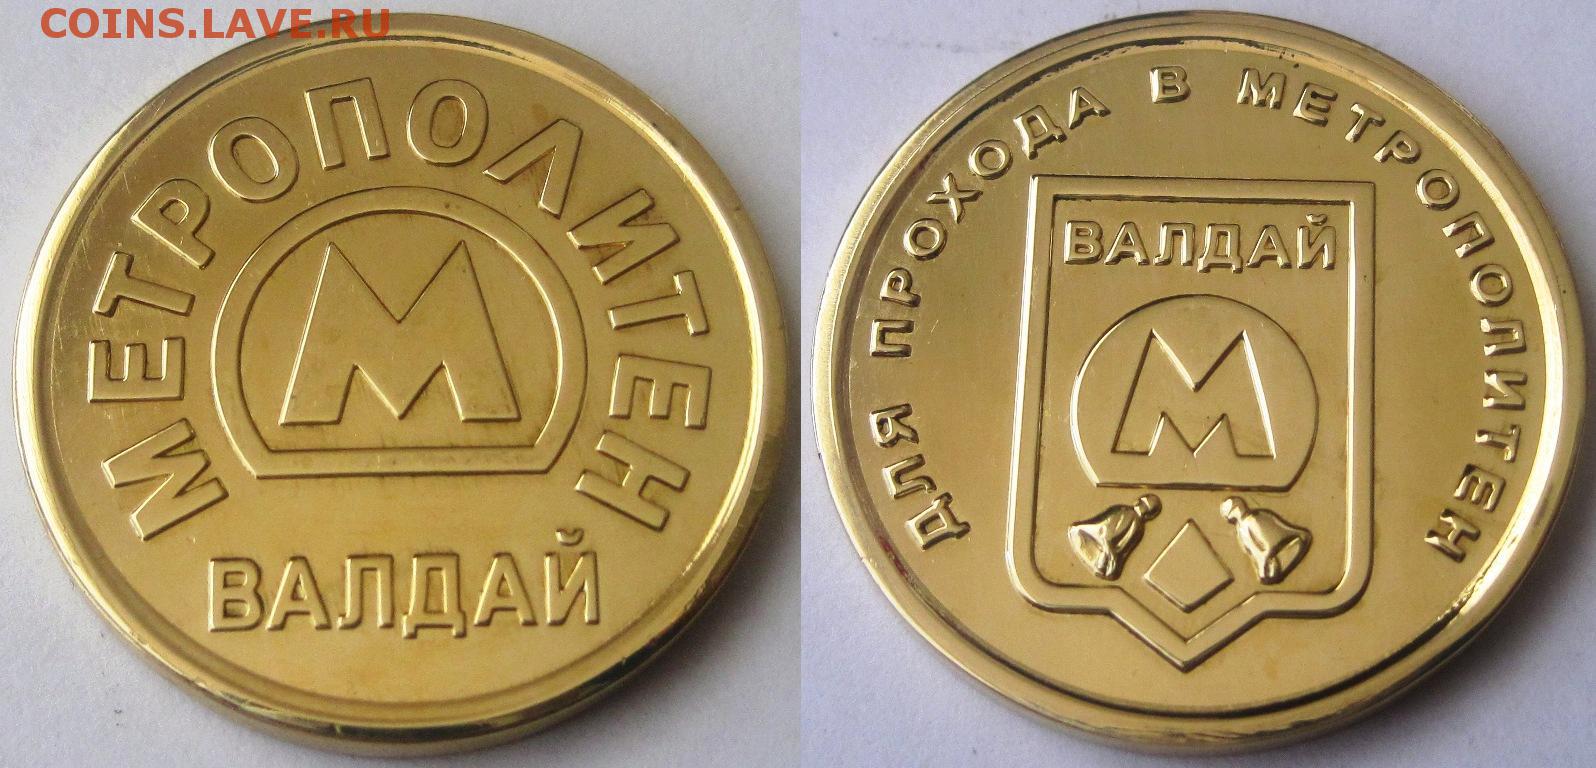 COINS.LAVE.RU
МЕТРОПОЛИТЕН
М
ВАЛДАЙ
ДЛЯ ПРОХОДА В МЕТРОПОЛИТЕН
ВАЛДАЙ
М